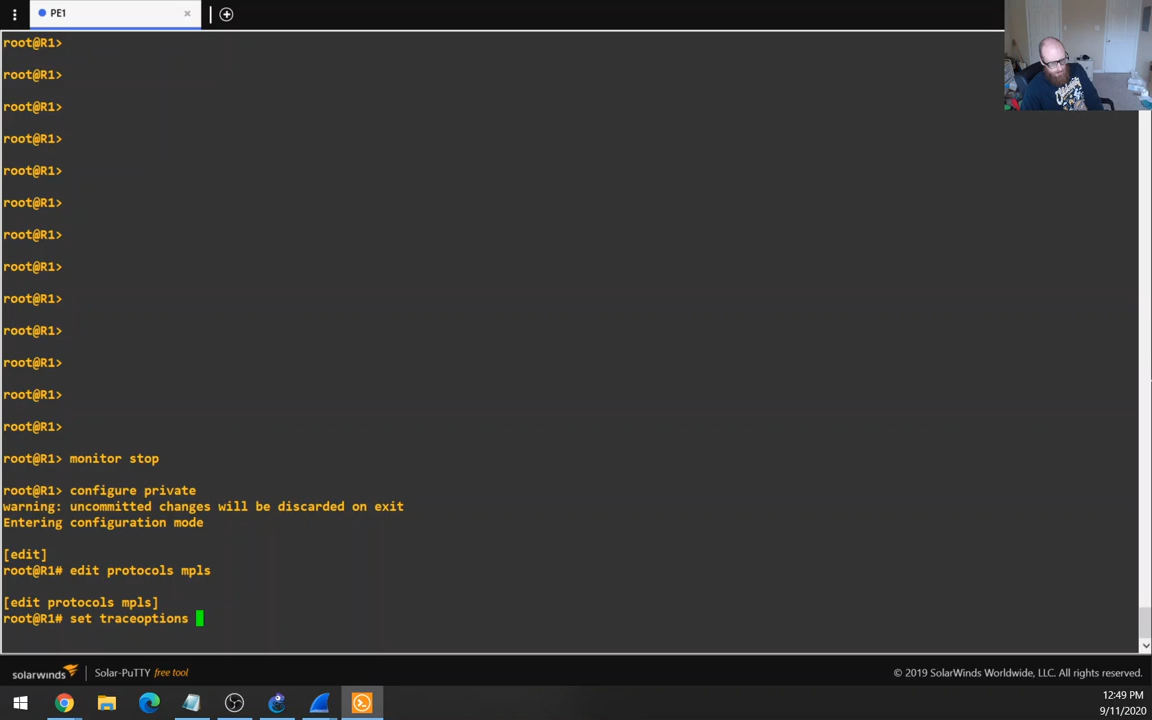 PE1
root@R1>
root@R1>
root@R1>
root@R1>
root@R1>
root@R1>
root@R1>
root@R1>
root@R1>
root@R1>
root@R1>
root@R1>
root@R1>
root@R1> monitor stop
root@R1> configure private
warning: uncommitted changes will be discarded on exit
Entering configuration mode
[edit]
root@R1# edit protocols mpls
[edit protocols mpls]
root@R1# set traceoptions
solarwinds Solar-PuTTY free tool © 2019 SolarWinds Worldwide, LLC. All rights reserved.
12:49 PM
9/11/2020